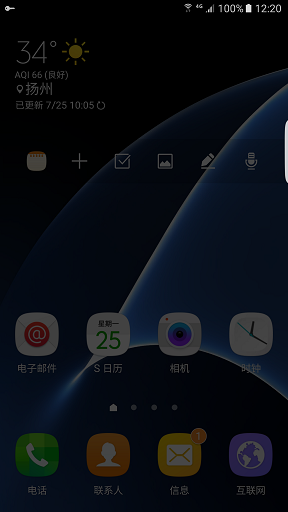 4G 100% 12:20
34°
AQI 66 (良好)
扬州
已更新 7/25 10:05
星期一
25
电子邮件 S 日历 相机 时钟
1
电话 联系人 信息 互联网